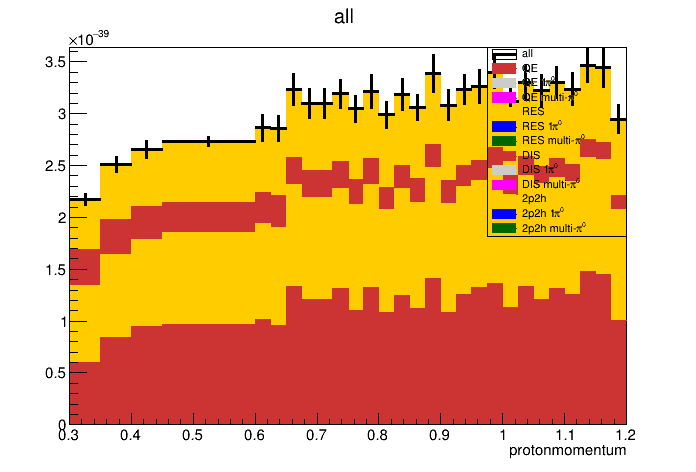 all
×10⁻³⁹
3.5
3
2.5
2
1.5
1
0.5
0
0.3 0.4 0.5 0.6 0.7 0.8 0.9 1 1.1 1.2
protonmomentum
all
QE
QE 1π⁰
QE multi-π⁰
RES
RES 1π⁰
RES multi-π⁰
DIS
DIS 1π⁰
DIS multi-π⁰
2p2h
2p2h 1π⁰
2p2h multi-π⁰